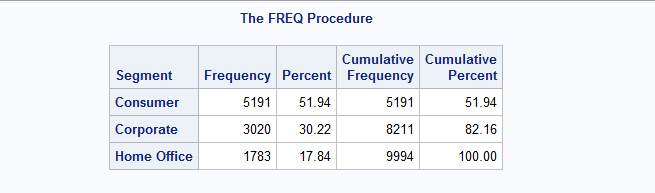 The FREQ Procedure
Segment Frequency Percent Cumulative Frequency Cumulative Percent
Consumer 5191 51.94 5191 51.94
Corporate 3020 30.22 8211 82.16
Home Office 1783 17.84 9994 100.00